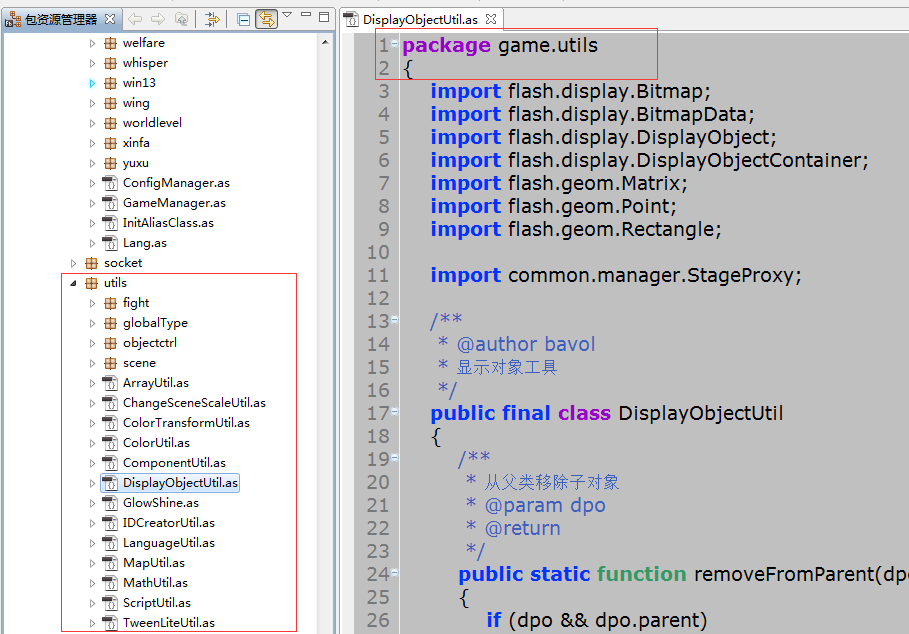 包资源管理器
welfare
whisper
win13
wing
worldlevel
xinfa
yuxu
ConfigManager.as
GameManager.as
InitAliasClass.as
Lang.as
socket
utils
fight
globalType
objectctrl
scene
ArrayUtil.as
ChangeSceneScaleUtil.as
ColorTransformUtil.as
ColorUtil.as
ComponentUtil.as
DisplayObjectUtil.as
GlowShine.as
IDCreatorUtil.as
LanguageUtil.as
MapUtil.as
MathUtil.as
ScriptUtil.as
TweenLiteUtil.as
DisplayObjectUtil.as
1 package game.utils
2 {
3 import flash.display.Bitmap;
4 import flash.display.BitmapData;
5 import flash.display.DisplayObject;
6 import flash.display.DisplayObjectContainer;
7 import flash.geom.Matrix;
8 import flash.geom.Point;
9 import flash.geom.Rectangle;
10
11 import common.manager.StageProxy;
12
13 /**
14 * @author bavol
15 * 显示对象工具
16 */
17 public final class DisplayObjectUtil
18 {
19 /**
20 * 从父类移除子对象
21 * @param dpo
22 * @return
23 */
24 public static function removeFromParent(dpo
25 {
26 if (dpo && dpo.parent)